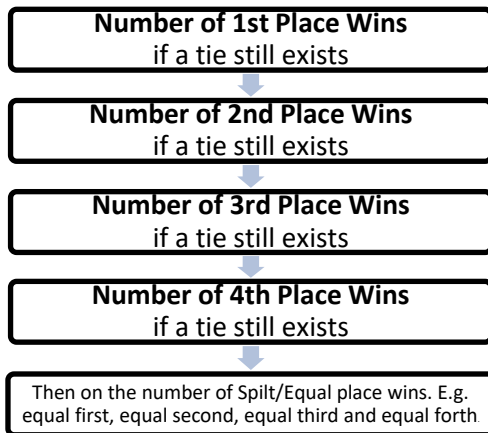 Number of 1st Place Wins
if a tie still exists
Number of 2nd Place Wins
if a tie still exists
Number of 3rd Place Wins
if a tie still exists
Number of 4th Place Wins
if a tie still exists
Then on the number of Spilt/Equal place wins. E.g.
equal first, equal second, equal third and equal forth.